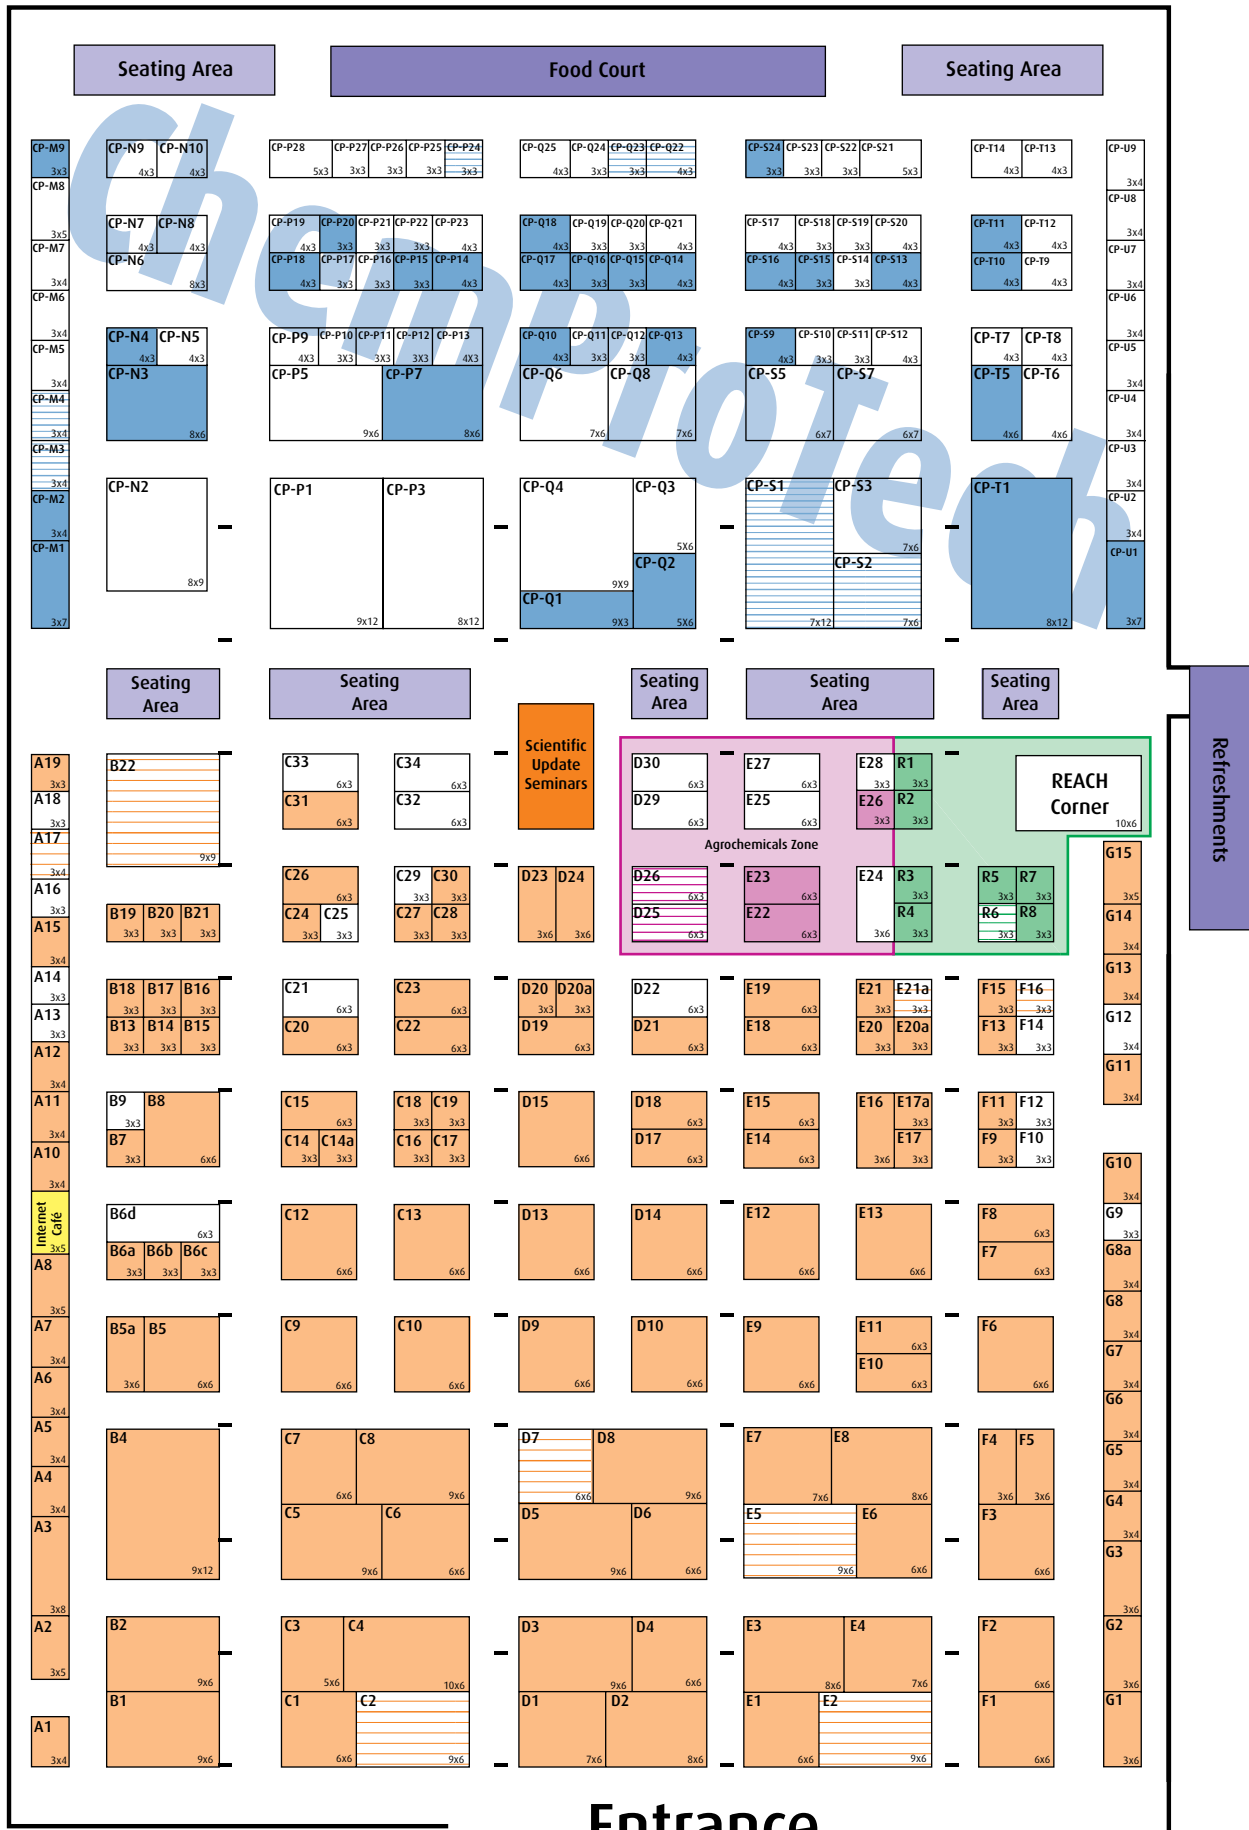 Seating Area
Food Court
Seating Area
ChemProTech
CP-M9
3x3
CP-M8
3x5
CP-M7
3x4
CP-M6
3x4
CP-M5
3x4
CP-M4
3x4
CP-M3
3x4
CP-M2
3x4
CP-M1
3x7
CP-N9 CP-N10
4x3 4x3
CP-N7 CP-N8
4x3 4x3
CP-N6
8x3
CP-N4 CP-N5
4x3 4x3
CP-N3
8x6
CP-N2
8x9
CP-P28 CP-P27 CP-P26 CP-P25 CP-P24
5x3 3x3 3x3 3x3 3x3
CP-P19 CP-P20 CP-P21 CP-P22 CP-P23
4x3 3x3 3x3 3x3 4x3
CP-P18 CP-P17 CP-P16 CP-P15 CP-P14
4x3 3x3 3x3 3x3 4x3
CP-P9 CP-P10 CP-P11 CP-P12 CP-P13
4X3 3X3 3X3 3X3 4X3
CP-P5 CP-P7
9x6 8x6
CP-P1 CP-P3
9x12 8x12
CP-Q25 CP-Q24 CP-Q23 CP-Q22
4x3 3x3 3x3 4x3
CP-Q18 CP-Q19 CP-Q20 CP-Q21
4x3 3x3 3x3 4x3
CP-Q17 CP-Q16 CP-Q15 CP-Q14
4x3 3x3 3x3 4x3
CP-Q10 CP-Q11 CP-Q12 CP-Q13
4x3 3x3 3x3 4x3
CP-Q6 CP-Q8
7x6 7x6
CP-Q4 CP-Q3
5X6
9X9
CP-Q2
5X6
CP-Q1
9X3
CP-S24 CP-S23 CP-S22 CP-S21
3x3 3x3 3x3 5x3
CP-S17 CP-S18 CP-S19 CP-S20
4x3 3x3 3x3 4x3
CP-S16 CP-S15 CP-S14 CP-S13
4x3 3x3 3x3 4x3
CP-S9 CP-S10 CP-S11 CP-S12
4x3 3x3 3x3 4x3
CP-S5 CP-S7
6x7 6x7
CP-S1 CP-S3
7x6
CP-S2
7x12 7x6
CP-T14 CP-T13
4x3 4x3
CP-T11 CP-T12
4x3 4x3
CP-T10 CP-T9
4x3 4x3
CP-T7 CP-T8
4x3 4x3
CP-T5 CP-T6
4x6 4x6
CP-T1
8x12
CP-U9
3x4
CP-U8
3x4
CP-U7
3x4
CP-U6
3x4
CP-U5
3x4
CP-U4
3x4
CP-U3
3x4
CP-U2
3x4
CP-U1
3x7
Seating
Area
Seating
Area
Seating
Area
Seating
Area
Seating
Area
Scientific
Update
Seminars
Refreshments
A19
3x3
A18
3x3
A17
3x4
A16
3x3
A15
3x4
A14
3x3
A13
3x3
A12
3x4
A11
3x4
A10
3x4
Internet
Café
3x5
A8
3x5
A7
3x4
A6
3x4
A5
3x4
A4
3x4
A3
3x8
A2
3x5
A1
3x4
B22
9x9
B19 B20 B21
3x3 3x3 3x3
B18 B17 B16
3x3 3x3 3x3
B13 B14 B15
3x3 3x3 3x3
B9 B8
3x3
B7
3x3 6x6
B6d
6x3
B6a B6b B6c
3x3 3x3 3x3
B5a B5
3x6 6x6
B4
9x12
B2
9x6
B1
9x6
C33 C34
6x3 6x3
C31 C32
6x3 6x3
C26 C29 C30
6x3 3x3 3x3
C24 C25 C27 C28
3x3 3x3 3x3 3x3
C21 C23
6x3 6x3
C20 C22
6x3 6x3
C15 C18 C19
6x3 3x3 3x3
C14 C14a C16 C17
3x3 3x3 3x3 3x3
C12 C13
6x6 6x6
C9 C10
6x6 6x6
C7 C8
6x6 9x6
C5 C6
9x6 6x6
C3 C4
5x6 10x6
C1 C2
6x6 9x6
D30
6x3
D29
6x3
Agrochemicals Zone
D23 D24
3x6 3x6
D26
6x3
D25
6x3
D20 D20a D22
3x3 3x3 6x3
D19 D21
6x3 6x3
D15 D18
6x3
D17
6x6 6x3
D13 D14
6x6 6x6
D9 D10
6x6 6x6
D7 D8
6x6 9x6
D5 D6
9x6 6x6
D3 D4
9x6 6x6
D1 D2
7x6 8x6
E27 E28
6x3 3x3
E25 E26
6x3 3x3
E23 E24
6x3
E22
6x3 3x6
E19 E21 E21a
6x3 3x3 3x3
E18 E20 E20a
6x3 3x3 3x3
E15 E16 E17a
6x3 3x3
E14 E17
6x3 3x6 3x3
E12 E13
6x6 6x6
E9 E11
6x3
E10
6x6 6x3
E7 E8
7x6 8x6
E5 E6
9x6 6x6
E3 E4
8x6 7x6
E1 E2
6x6 9x6
R1
3x3
R2
3x3
REACH
Corner
10x6
R3 R5 R7
3x3 3x3 3x3
R4 R6 R8
3x3 3x3 3x3
F15 F16
3x3 3x3
F13 F14
3x3 3x3
F11 F12
3x3 3x3
F9 F10
3x3 3x3
F8
6x3
F7
6x3
F6
6x6
F4 F5
3x6 3x6
F3
6x6
F2
6x6
F1
6x6
G15
3x5
G14
3x4
G13
3x4
G12
3x4
G11
3x4
G10
3x4
G9
3x3
G8a
3x4
G8
3x4
G7
3x4
G6
3x4
G5
3x4
G4
3x4
G3
3x6
G2
3x6
G1
3x6
Entrance